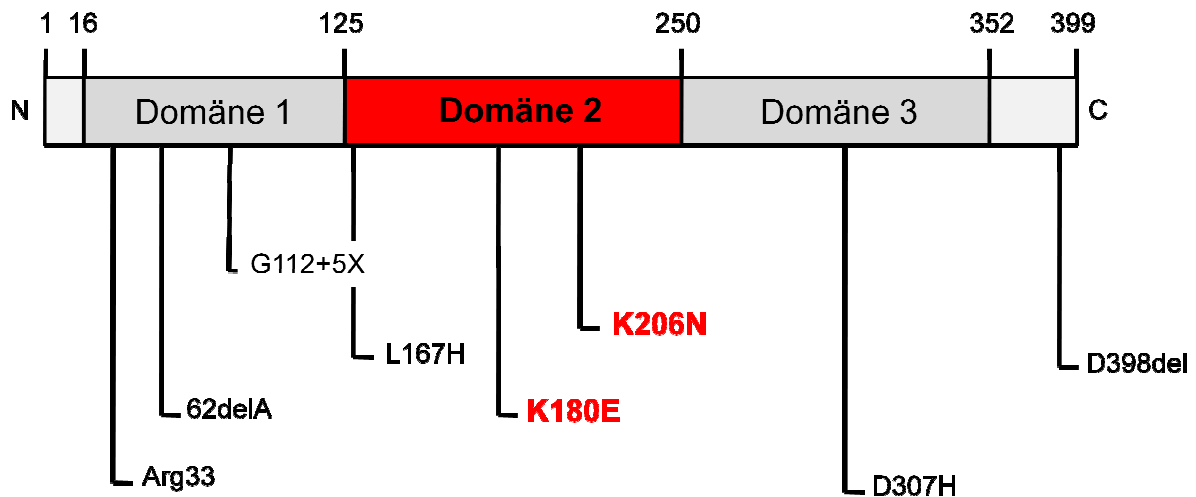 1 16 125 250 352 399
N Domäne 1 Domäne 2 Domäne 3 C
G112+5X
K206N
L167H
D398del
62delA
K180E
Arg33
D307H